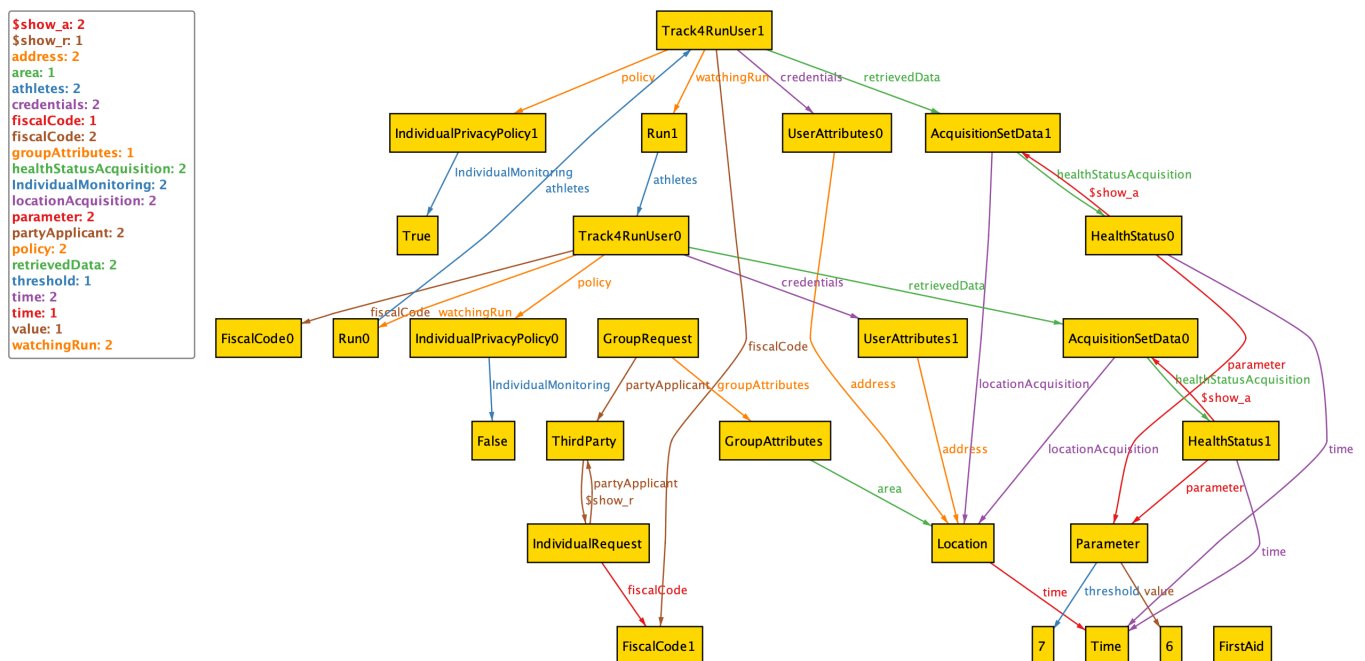 $show_a: 2
$show_r: 1
address: 2
area: 1
athletes: 2
credentials: 2
fiscalCode: 1
fiscalCode: 2
groupAttributes: 1
healthStatusAcquisition: 2
IndividualMonitoring: 2
locationAcquisition: 2
parameter: 2
partyApplicant: 2
policy: 2
retrievedData: 2
threshold: 1
time: 2
time: 1
value: 1
watchingRun: 2
Track4RunUser1
policy
watchingRun
credentials
retrievedData
IndividualPrivacyPolicy1
Run1
UserAttributes0
AcquisitionSetData1
IndividualMonitoring
athletes
athletes
healthStatusAcquisition
$show_a
True
Track4RunUser0
HealthStatus0
policy
credentials
retrievedData
fiscalCode
watchingRun
FiscalCode0
Run0
IndividualPrivacyPolicy0
GroupRequest
fiscalCode
UserAttributes1
AcquisitionSetData0
IndividualMonitoring
partyApplicant
groupAttributes
address
locationAcquisition
parameter
healthStatusAcquisition
$show_a
False
ThirdParty
GroupAttributes
address
locationAcquisition
HealthStatus1
time
partyApplicant
$show_r
area
parameter
IndividualRequest
Location
Parameter
time
fiscalCode
time
threshold
value
FiscalCode1
7
Time
6
FirstAid